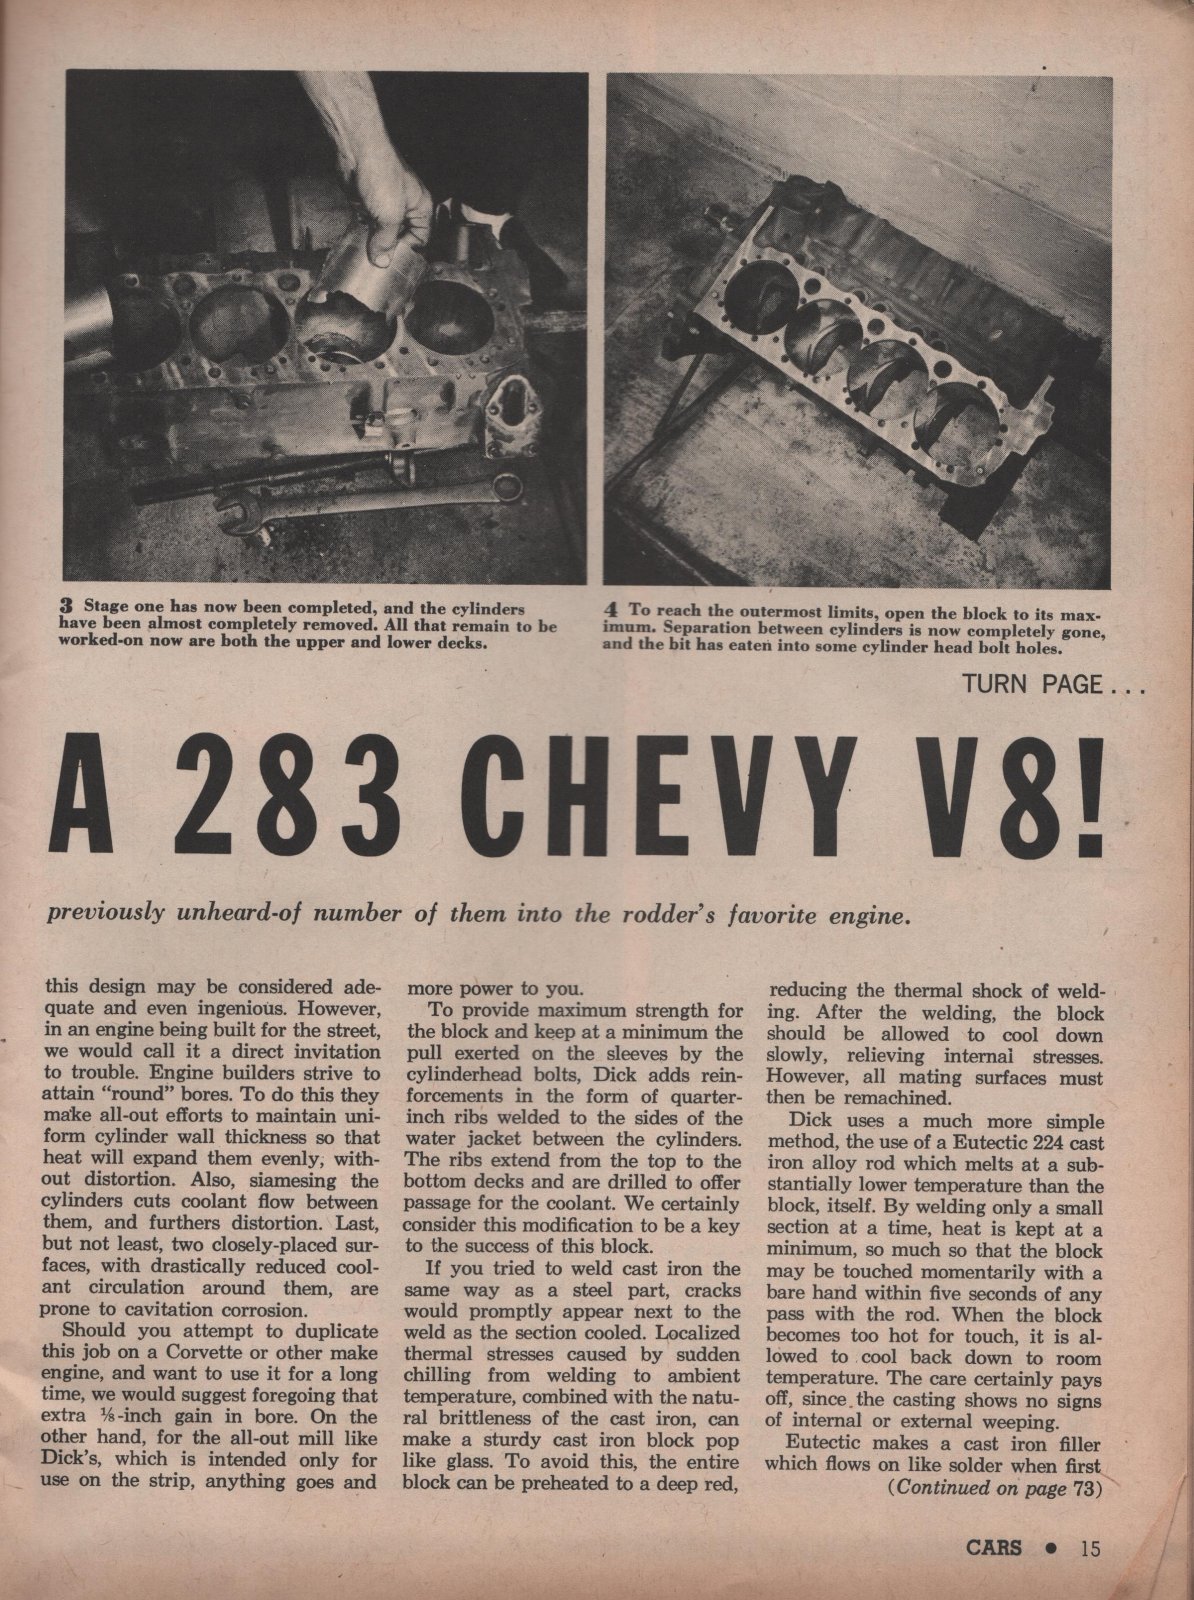 3 Stage one has now been completed, and the cylinders
have been almost completely removed. All that remain to be
worked-on now are both the upper and lower decks.
4 To reach the outermost limits, open the block to its max-
imum. Separation between cylinders is now completely gone,
and the bit has eaten into some cylinder head bolt holes.
TURN PAGE...
A 283 CHEVY V8!
previously unheard-of number of them into the rodder's favorite engine.
this design may be considered ade-
quate and even ingenious. However,
in an engine being built for the street,
we would call it a direct invitation
to trouble. Engine builders strive to
attain "round" bores. To do this they
make all-out efforts to maintain uni-
form cylinder wall thickness so that
heat will expand them evenly, with-
out distortion. Also, siamesing the
cylinders cuts coolant flow between
them, and furthers distortion. Last,
but not least, two closely-placed sur-
faces, with drastically reduced cool-
ant circulation around them, are
prone to cavitation corrosion.
Should you attempt to duplicate
this job on a Corvette or other make
engine, and want to use it for a long
time, we would suggest foregoing that
extra ⅛-inch gain in bore. On the
other hand, for the all-out mill like
Dick's, which is intended only for
use on the strip, anything goes and
more power to you.
To provide maximum strength for
the block and keep at a minimum the
pull exerted on the sleeves by the
cylinderhead bolts, Dick adds rein-
forcements in the form of quarter-
inch ribs welded to the sides of the
water jacket between the cylinders.
The ribs extend from the top to the
bottom decks and are drilled to offer
passage for the coolant. We certainly
consider this modification to be a key
to the success of this block.
If you tried to weld cast iron the
same way as a steel part, cracks
would promptly appear next to the
weld as the section cooled. Localized
thermal stresses caused by sudden
chilling from welding to ambient
temperature, combined with the natu-
ral brittleness of the cast iron, can
make a sturdy cast iron block pop
like glass. To avoid this, the entire
block can be preheated to a deep red,
reducing the thermal shock of weld-
ing. After the welding, the block
should be allowed to cool down
slowly, relieving internal stresses.
However, all mating surfaces must
then be remachined.
Dick uses a much more simple
method, the use of a Eutectic 224 cast
iron alloy rod which melts at a sub-
stantially lower temperature than the
block, itself. By welding only a small
section at a time, heat is kept at a
minimum, so much so that the block
may be touched momentarily with a
bare hand within five seconds of any
pass with the rod. When the block
becomes too hot for touch, it is al-
lowed to cool back down to room
temperature. The care certainly pays
off, since the casting shows no signs
of internal or external weeping.
Eutectic makes a cast iron filler
which flows on like solder when first
(Continued on page 73)
CARS • 15